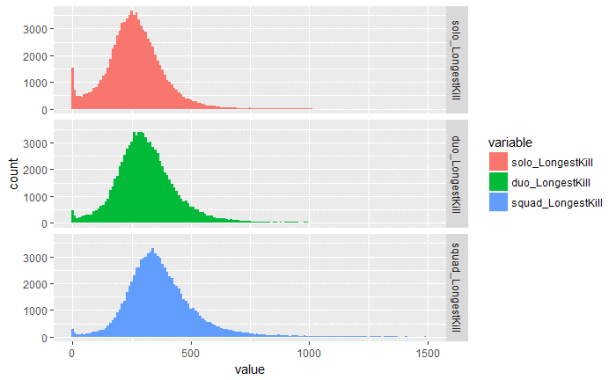 3000
2000
1000
0
solo_LongestKill
3000
2000
1000
0
duo_LongestKill
3000
2000
1000
0
squad_LongestKill
count
0 500 1000 1500
value
variable
solo_LongestKill
duo_LongestKill
squad_LongestKill